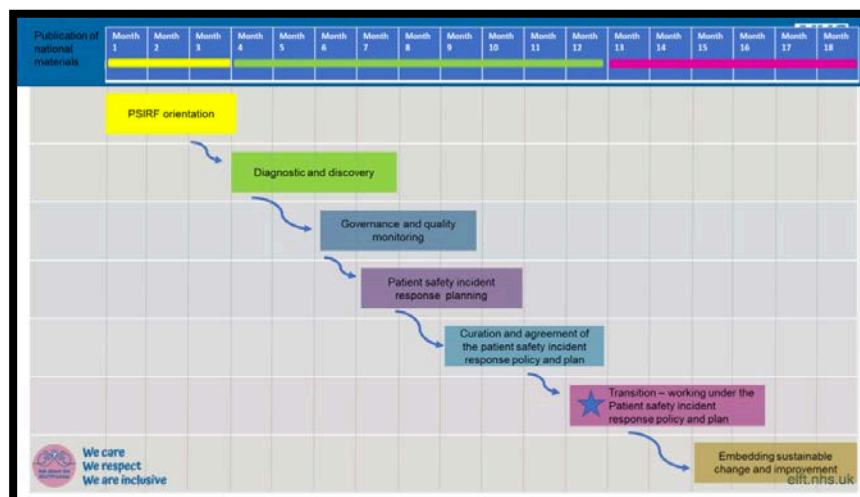 Publication of
national
materials
Month
1
Month
2
Month
3
Month
4
Month
5
Month
6
Month
7
Month
8
Month
9
Month
10
Month
11
Month
12
Month
13
Month
14
Month
15
Month
16
Month
17
Month
18
PSIRF orientation
Diagnostic and discovery
Governance and quality
monitoring
Patient safety incident
response planning
Curation and agreement of
the patient safety incident
response policy and plan
Transition – working under the
Patient safety incident
response policy and plan
Embedding sustainable
change and improvement
We care
We respect
We are inclusive
elft.nhs.uk